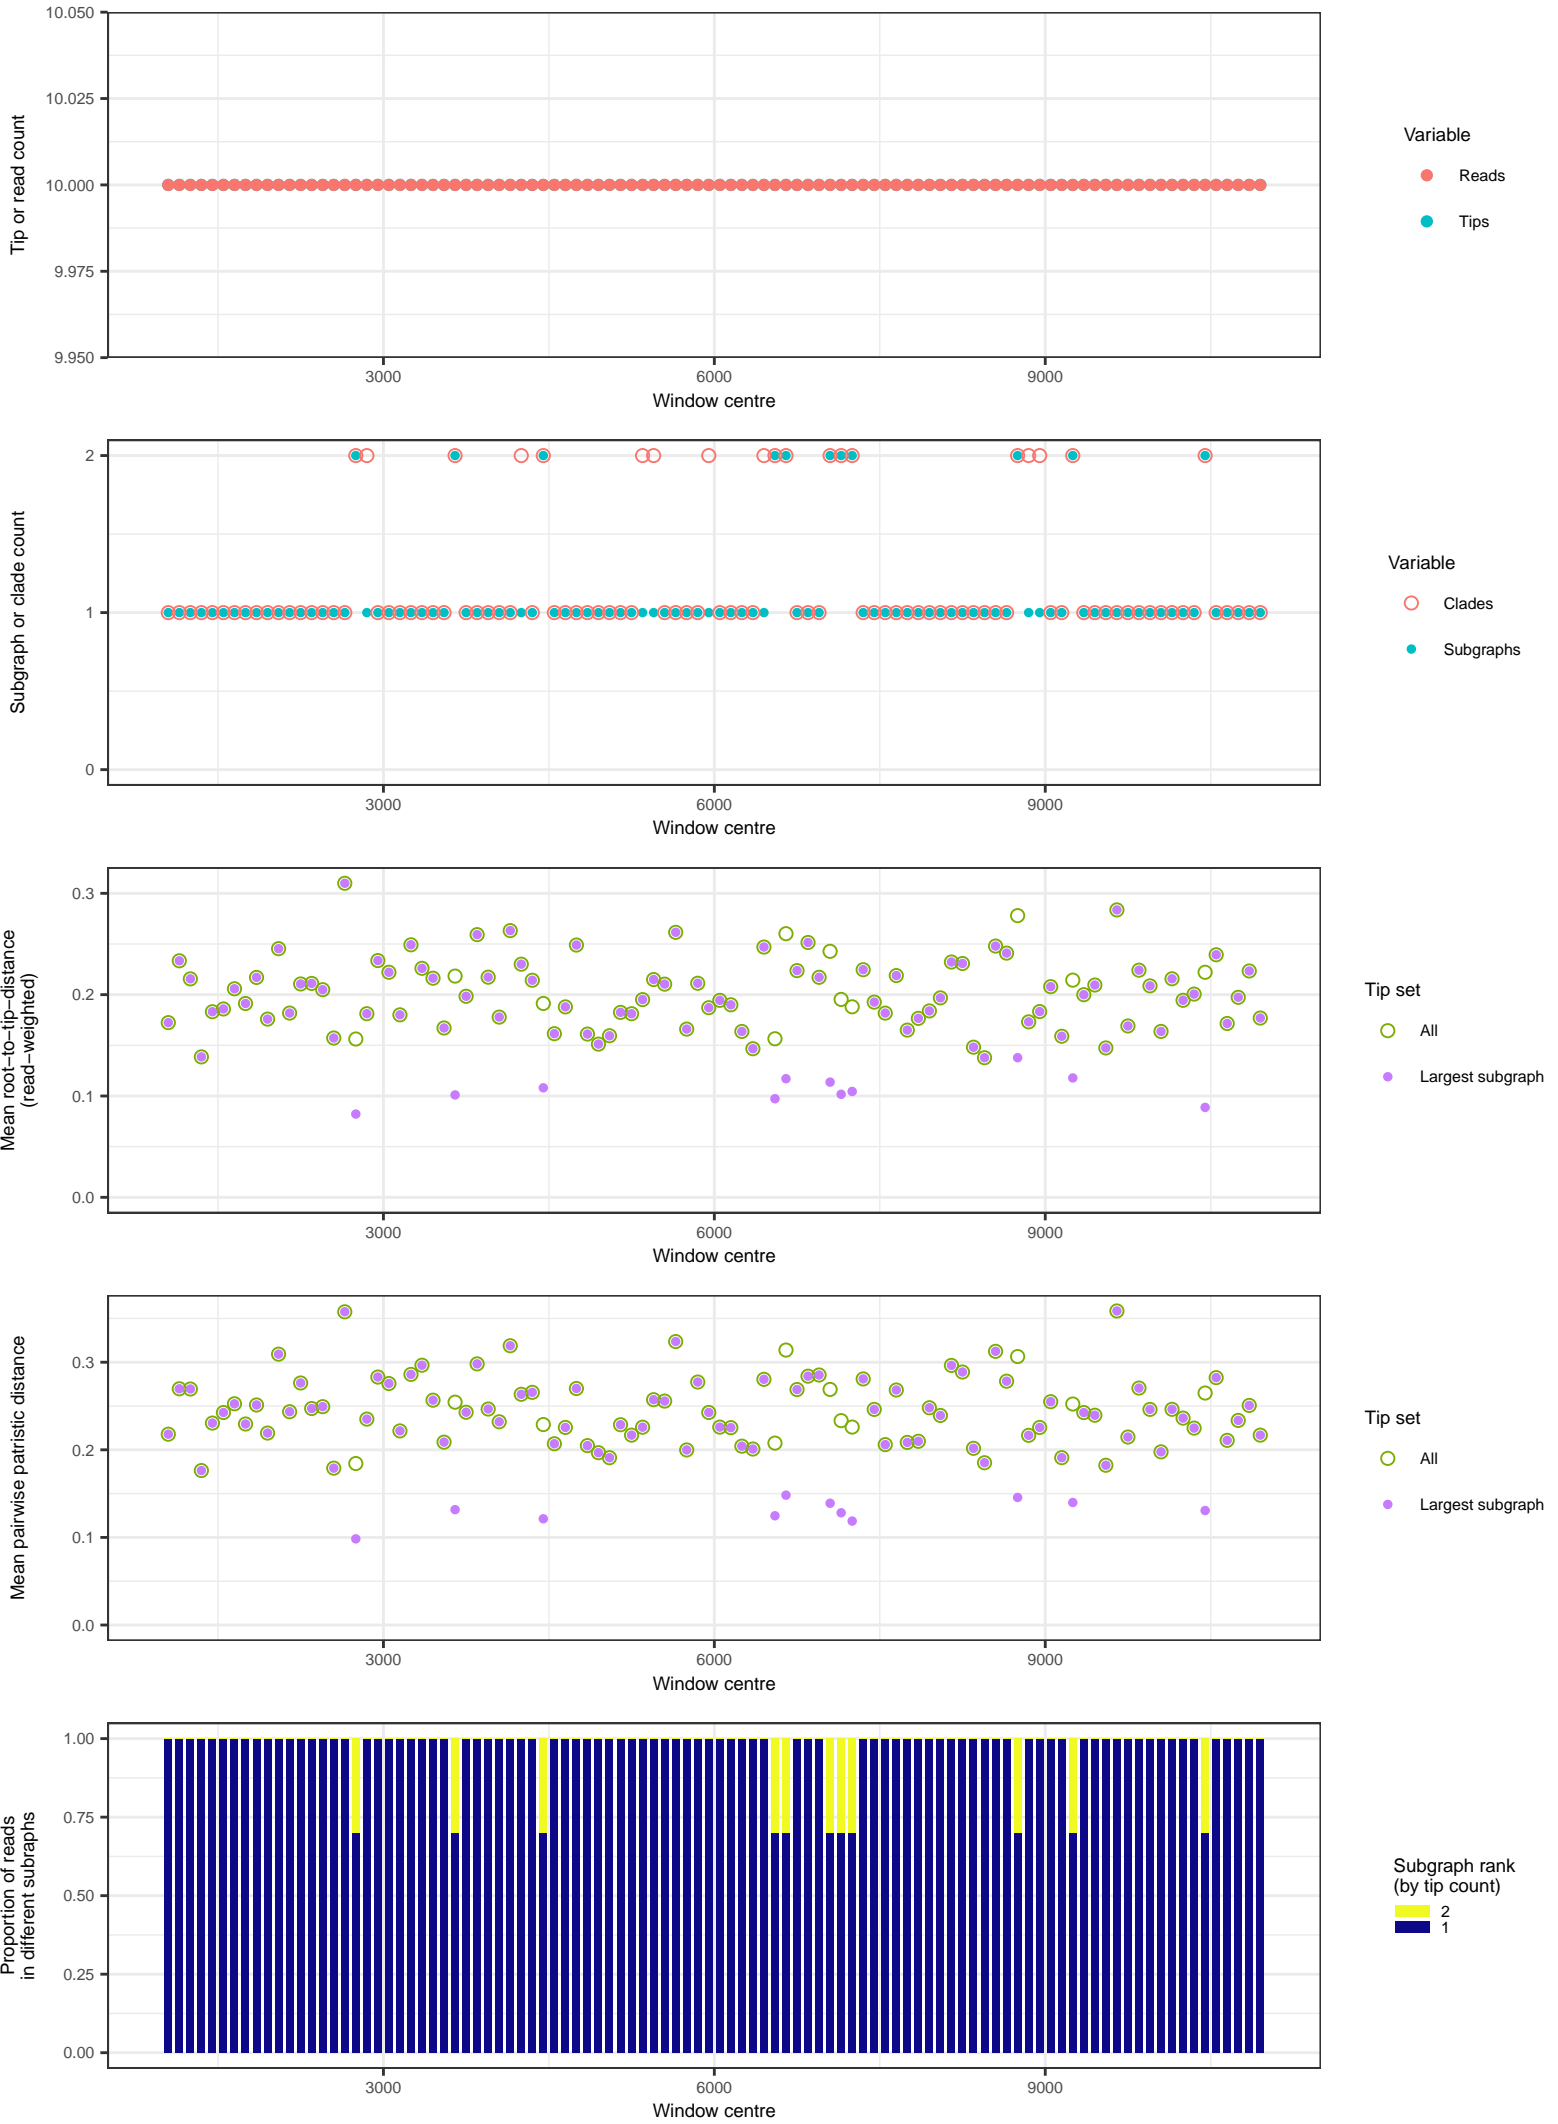 10.050
10.025
10.000
9.975
9.950
Tip or read count
3000
6000
9000
Window centre
Variable
Reads
Tips
2
1
0
Subgraph or clade count
3000
6000
9000
Window centre
Variable
Clades
Subgraphs
0.3
0.2
0.1
0.0
Mean root−to−tip−distance
(read−weighted)
3000
6000
9000
Window centre
Tip set
All
Largest subgraph
0.3
0.2
0.1
0.0
Mean pairwise patristic distance
3000
6000
9000
Window centre
Tip set
All
Largest subgraph
1.00
0.75
0.50
0.25
0.00
Proportion of reads
in different subraphs
3000
6000
9000
Window centre
Subgraph rank
(by tip count)
2
1